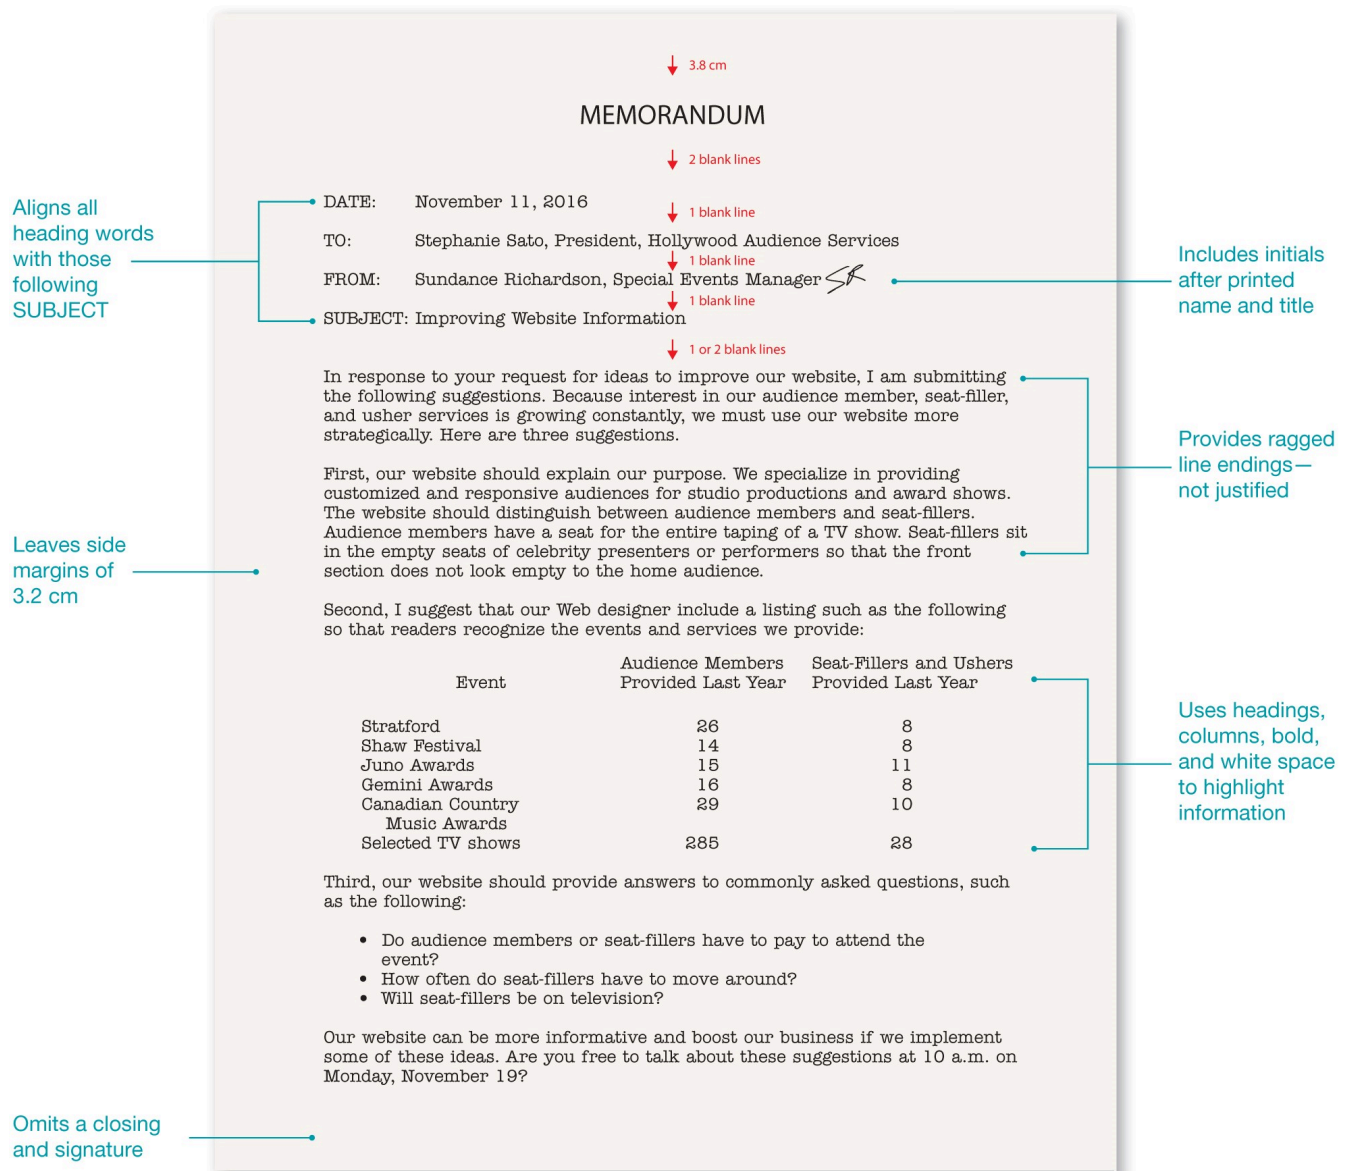 3.8 cm
MEMORANDUM
2 blank lines
DATE: November 11, 2016
1 blank line
TO: Stephanie Sato, President, Hollywood Audience Services
1 blank line
FROM: Sundance Richardson, Special Events Manager SR
1 blank line
SUBJECT: Improving Website Information
1 or 2 blank lines
In response to your request for ideas to improve our website, I am submitting
the following suggestions. Because interest in our audience member, seat-filler,
and usher services is growing constantly, we must use our website more
strategically. Here are three suggestions.
First, our website should explain our purpose. We specialize in providing
customized and responsive audiences for studio productions and award shows.
The website should distinguish between audience members and seat-fillers.
Audience members have a seat for the entire taping of a TV show. Seat-fillers sit
in the empty seats of celebrity presenters or performers so that the front
section does not look empty to the home audience.
Second, I suggest that our Web designer include a listing such as the following
so that readers recognize the events and services we provide:
Audience Members Seat-Fillers and Ushers
Event Provided Last Year Provided Last Year
Stratford 26 8
Shaw Festival 14 8
Juno Awards 15 11
Gemini Awards 16 8
Canadian Country 29 10
Music Awards
Selected TV shows 285 28
Third, our website should provide answers to commonly asked questions, such
as the following:
• Do audience members or seat-fillers have to pay to attend the
event?
• How often do seat-fillers have to move around?
• Will seat-fillers be on television?
Our website can be more informative and boost our business if we implement
some of these ideas. Are you free to talk about these suggestions at 10 a.m. on
Monday, November 19?
Aligns all
heading words
with those
following
SUBJECT
Leaves side
margins of
3.2 cm
Omits a closing
and signature
Includes initials
after printed
name and title
Provides ragged
line endings—
not justified
Uses headings,
columns, bold,
and white space
to highlight
information